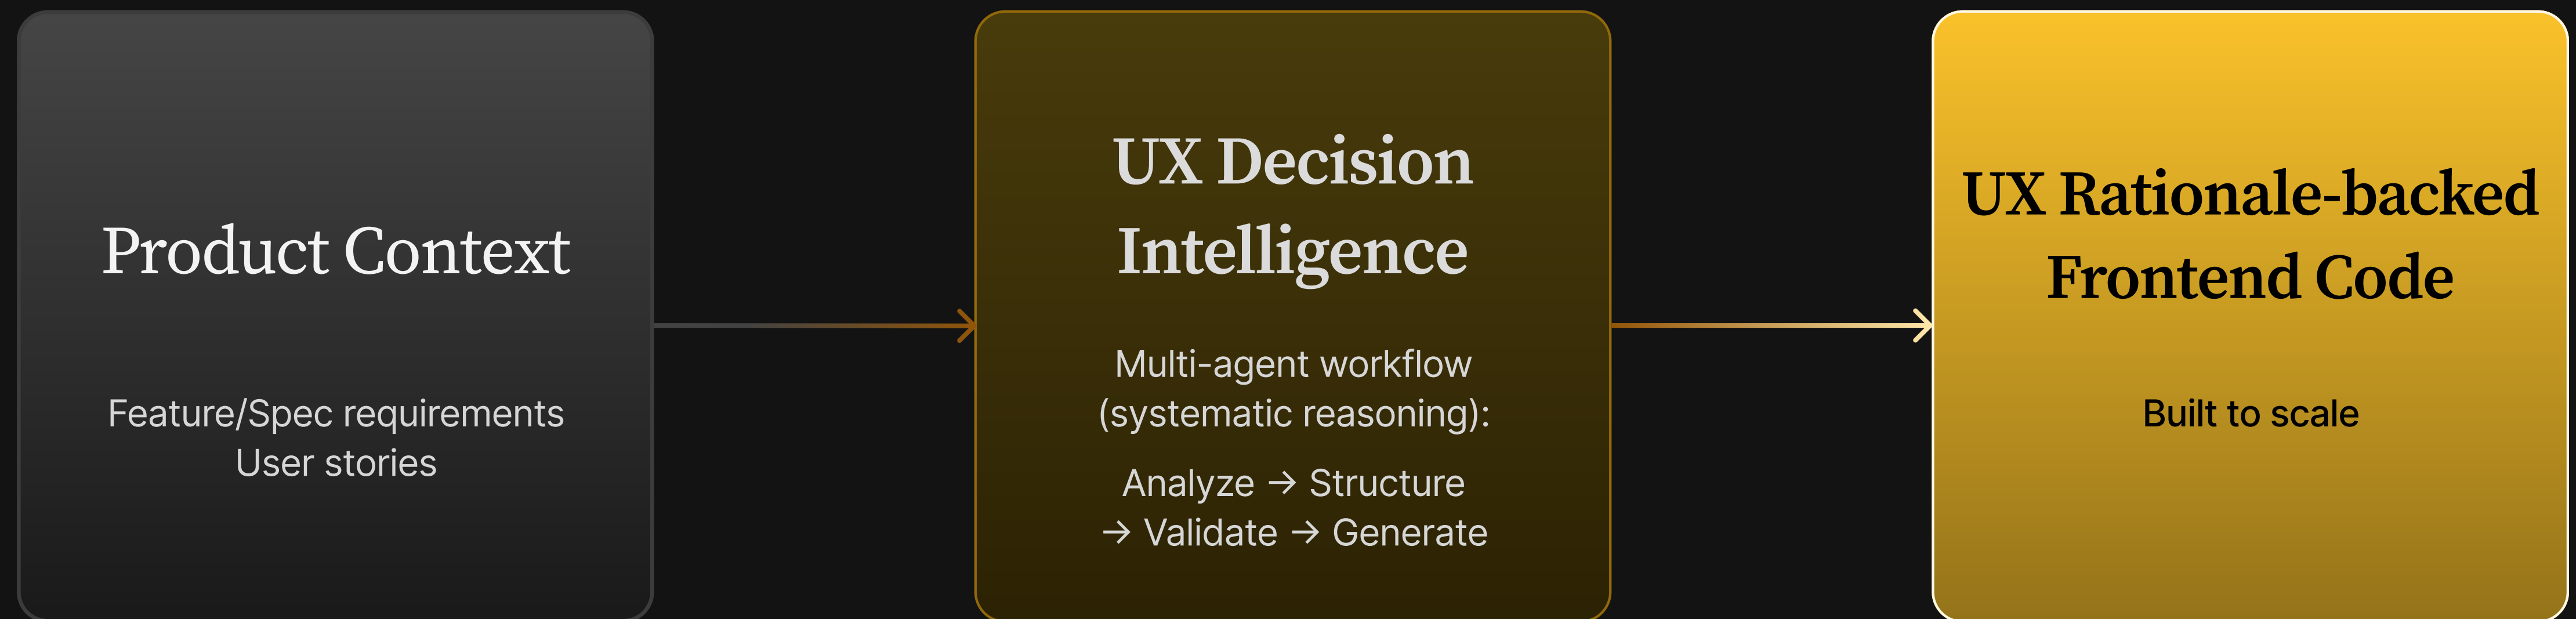 Product Context
Feature/Spec requirements
User stories
UX Decision
Intelligence
Multi-agent workflow
(systematic reasoning):
Analyze → Structure
→ Validate → Generate
UX Rationale-backed
Frontend Code
Built to scale